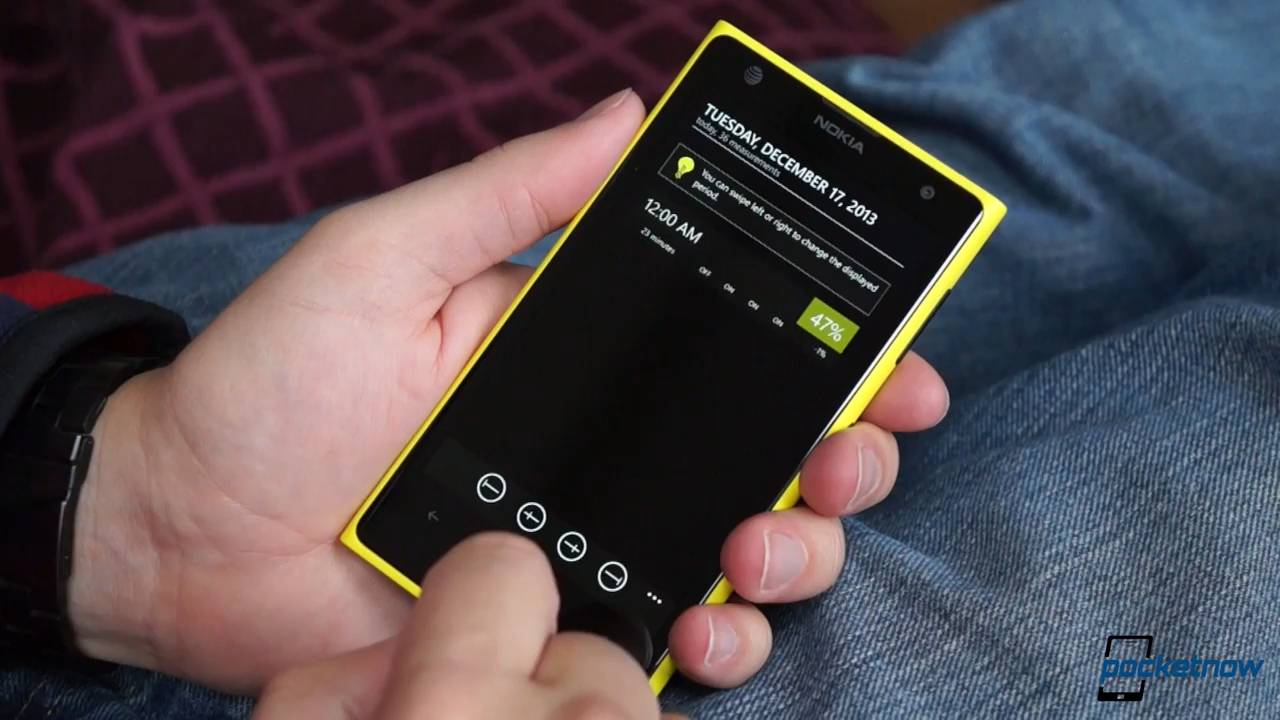 NOKIA
TUESDAY, DECEMBER 17, 2013
today, 36 measurements
You can swipe left or right to change the displayed
period.
12:00 AM
23 minutes
OFF
ON
ON
ON
47%
-1%
pocketnow